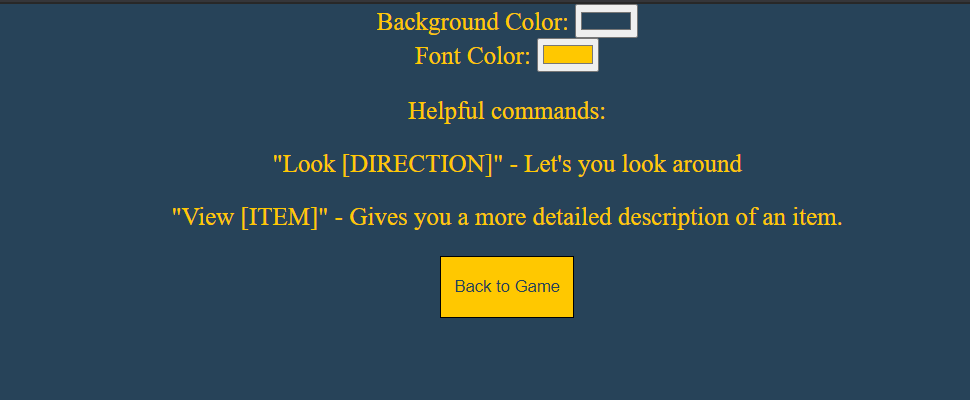 Background Color:
Font Color:
Helpful commands:
"Look [DIRECTION]" - Let's you look around
"View [ITEM]" - Gives you a more detailed description of an item.
Back to Game